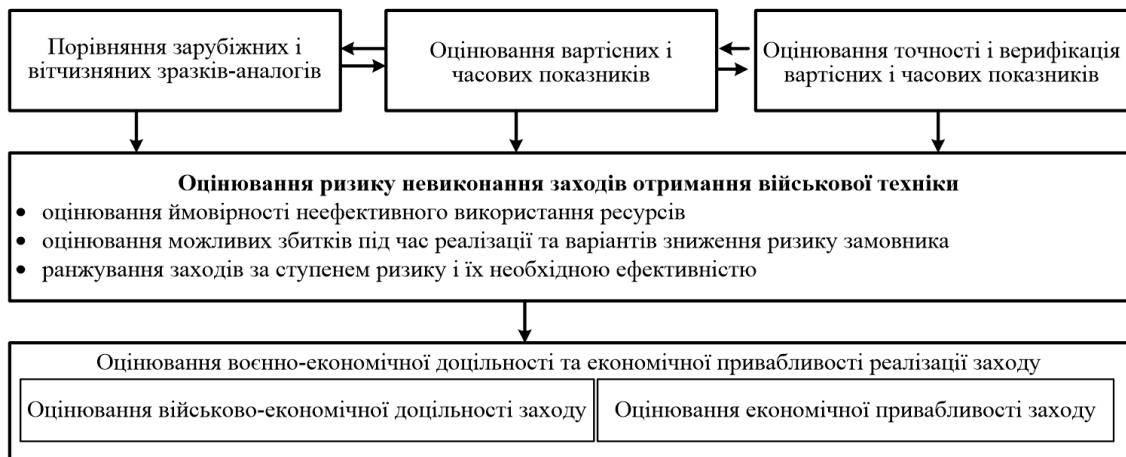 Порівняння зарубіжних і
вітчизняних зразків-аналогів
Оцінювання вартісних і
часових показників
Оцінювання точності і верифікація
вартісних і часових показників
Оцінювання ризику невиконання заходів отримання військової техніки
• оцінювання ймовірності неефективного використання ресурсів
• оцінювання можливих збитків під час реалізації та варіантів зниження ризику замовника
• ранжування заходів за ступенем ризику і їх необхідною ефективністю
Оцінювання воєнно-економічної доцільності та економічної привабливості реалізації заходу
Оцінювання військово-економічної доцільності заходу
Оцінювання економічної привабливості заходу